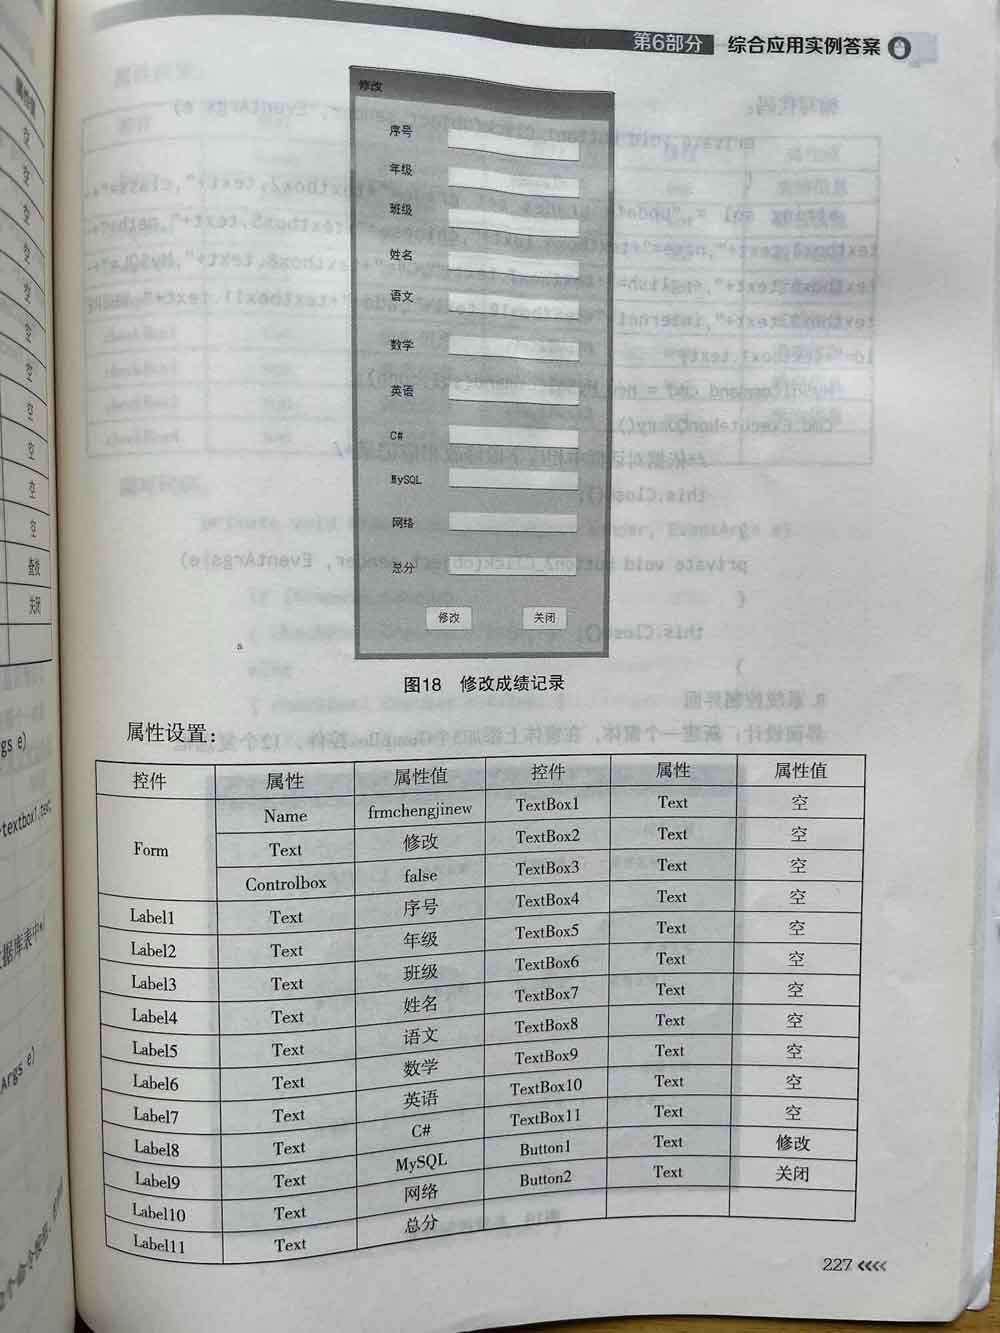 第6部分 综合应用实例答案
修改
序号
年级
班级
姓名
语文
数学
英语
C#
MySQL
网络
总分
修改 关闭
图18 修改成绩记录
属性设置：
控件 属性 属性值 控件 属性 属性值
Form Name frmchengjinew TextBox1 Text 空
Text 修改 TextBox2 Text 空
Controlbox false TextBox3 Text 空
Label1 Text 序号 TextBox4 Text 空
Label2 Text 年级 TextBox5 Text 空
Label3 Text 班级 TextBox6 Text 空
Label4 Text 姓名 TextBox7 Text 空
Label5 Text 语文 TextBox8 Text 空
Label6 Text 数学 TextBox9 Text 空
Label7 Text 英语 TextBox10 Text 空
Label8 Text C# TextBox11 Text 空
Label9 Text MySQL Button1 Text 修改
Label10 Text 网络 Button2 Text 关闭
Label11 Text 总分
227